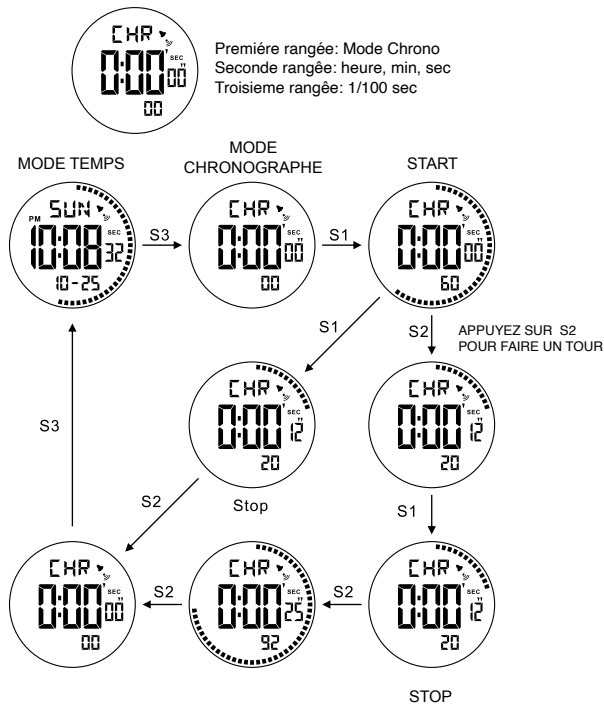 CHR
SEC
0:00 00
00
Premiére rangée: Mode Chrono
Seconde rangêe: heure, min, sec
Troisieme rangêe: 1/100 sec
MODE TEMPS
MODE
CHRONOGRAPHE
START
SUN
PM
SEC
10:08 32
10-25
S3
CHR
SEC
0:00 00
00
S1
CHR
SEC
0:00 00
60
S1
S2
APPUYEZ SUR S2
POUR FAIRE UN TOUR
CHR
SEC
0:00 12
20
Stop
CHR
SEC
0:00 12
20
S3
S2
S1
CHR
SEC
0:00 00
00
S2
CHR
SEC
0:00 25
92
S2
CHR
SEC
0:00 12
20
STOP